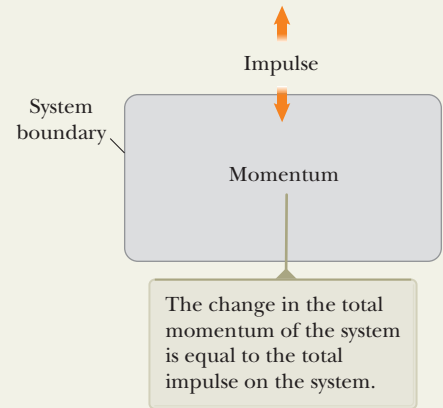 Impulse
System
boundary
Momentum
The change in the total
momentum of the system
is equal to the total
impulse on the system.